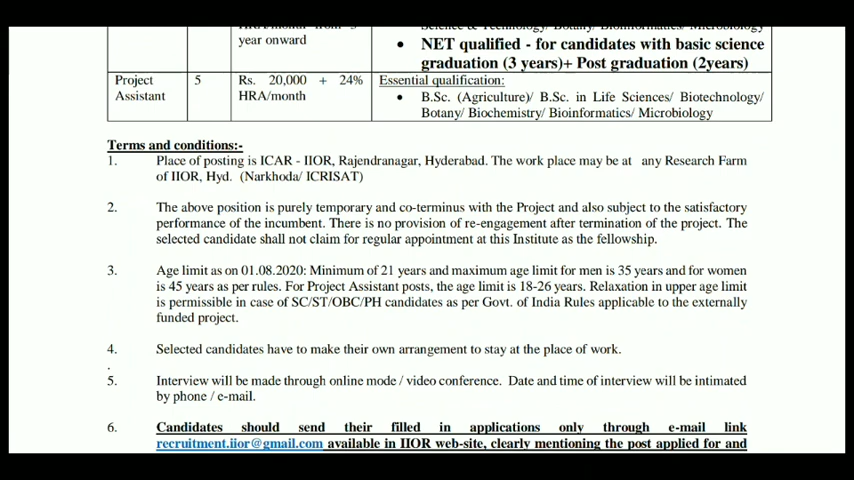 HRA/month from 3
year onward
Science & Technology/ Botany/ Bioinformatics/ Microbiology
• NET qualified - for candidates with basic science
graduation (3 years)+ Post graduation (2years)
Project
Assistant
5
Rs. 20,000 + 24%
HRA/month
Essential qualification:
• B.Sc. (Agriculture)/ B.Sc. in Life Sciences/ Biotechnology/
Botany/ Biochemistry/ Bioinformatics/ Microbiology
Terms and conditions:-
1. Place of posting is ICAR - IIOR, Rajendranagar, Hyderabad. The work place may be at any Research Farm
of IIOR, Hyd. (Narkhoda/ ICRISAT)
2. The above position is purely temporary and co-terminus with the Project and also subject to the satisfactory
performance of the incumbent. There is no provision of re-engagement after termination of the project. The
selected candidate shall not claim for regular appointment at this Institute as the fellowship.
3. Age limit as on 01.08.2020: Minimum of 21 years and maximum age limit for men is 35 years and for women
is 45 years as per rules. For Project Assistant posts, the age limit is 18-26 years. Relaxation in upper age limit
is permissible in case of SC/ST/OBC/PH candidates as per Govt. of India Rules applicable to the externally
funded project.
4. Selected candidates have to make their own arrangement to stay at the place of work.
.
5. Interview will be made through online mode / video conference. Date and time of interview will be intimated
by phone / e-mail.
6. Candidates should send their filled in applications only through e-mail link
recruitment.iior@gmail.com available in IIOR web-site, clearly mentioning the post applied for and